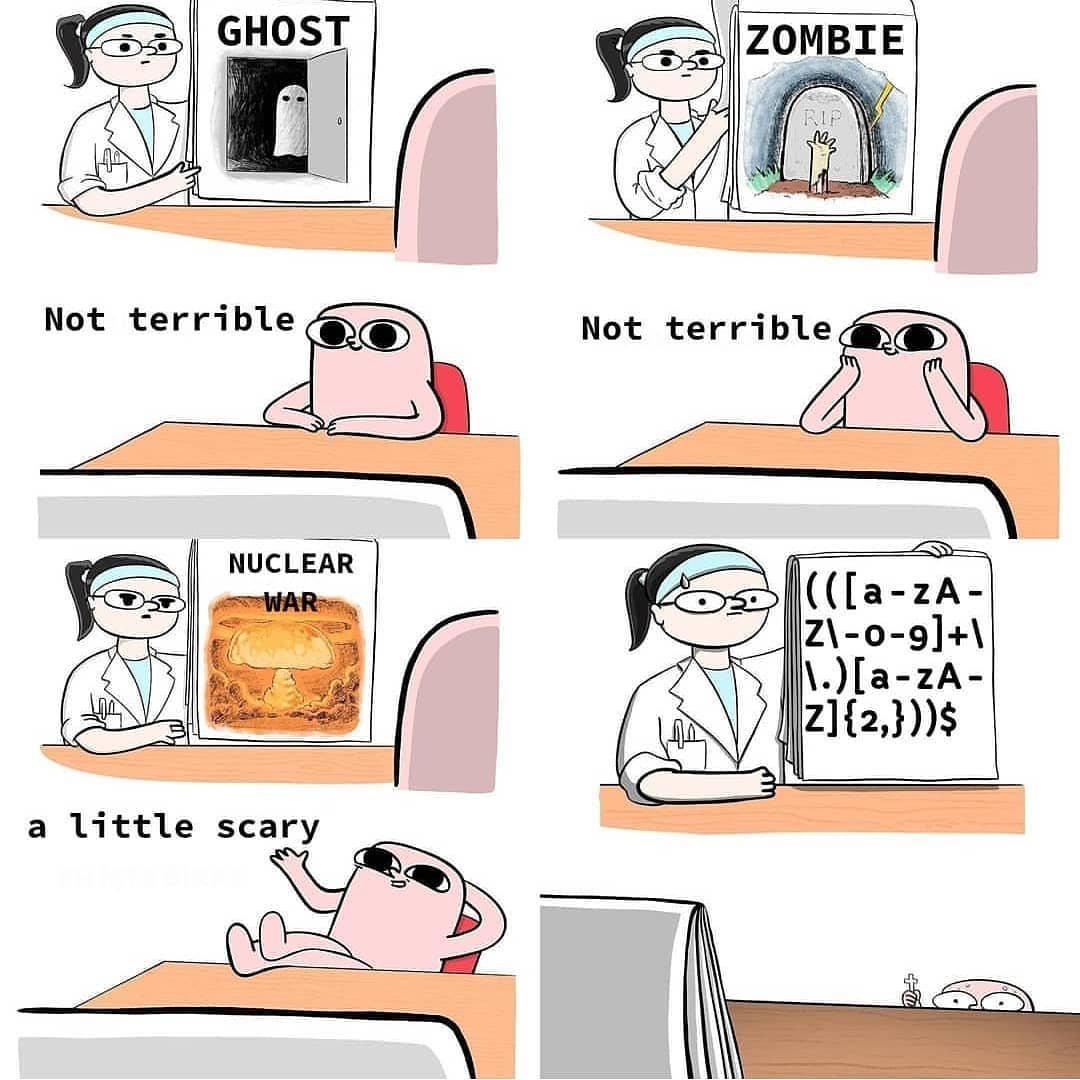 GHOST
Not terrible
ZOMBIE
RIP
Not terrible
NUCLEAR
WAR
a little scary
(([a-zA-
Z\-0-9]+\
\.)[a-zA-
Z]{2,}))$